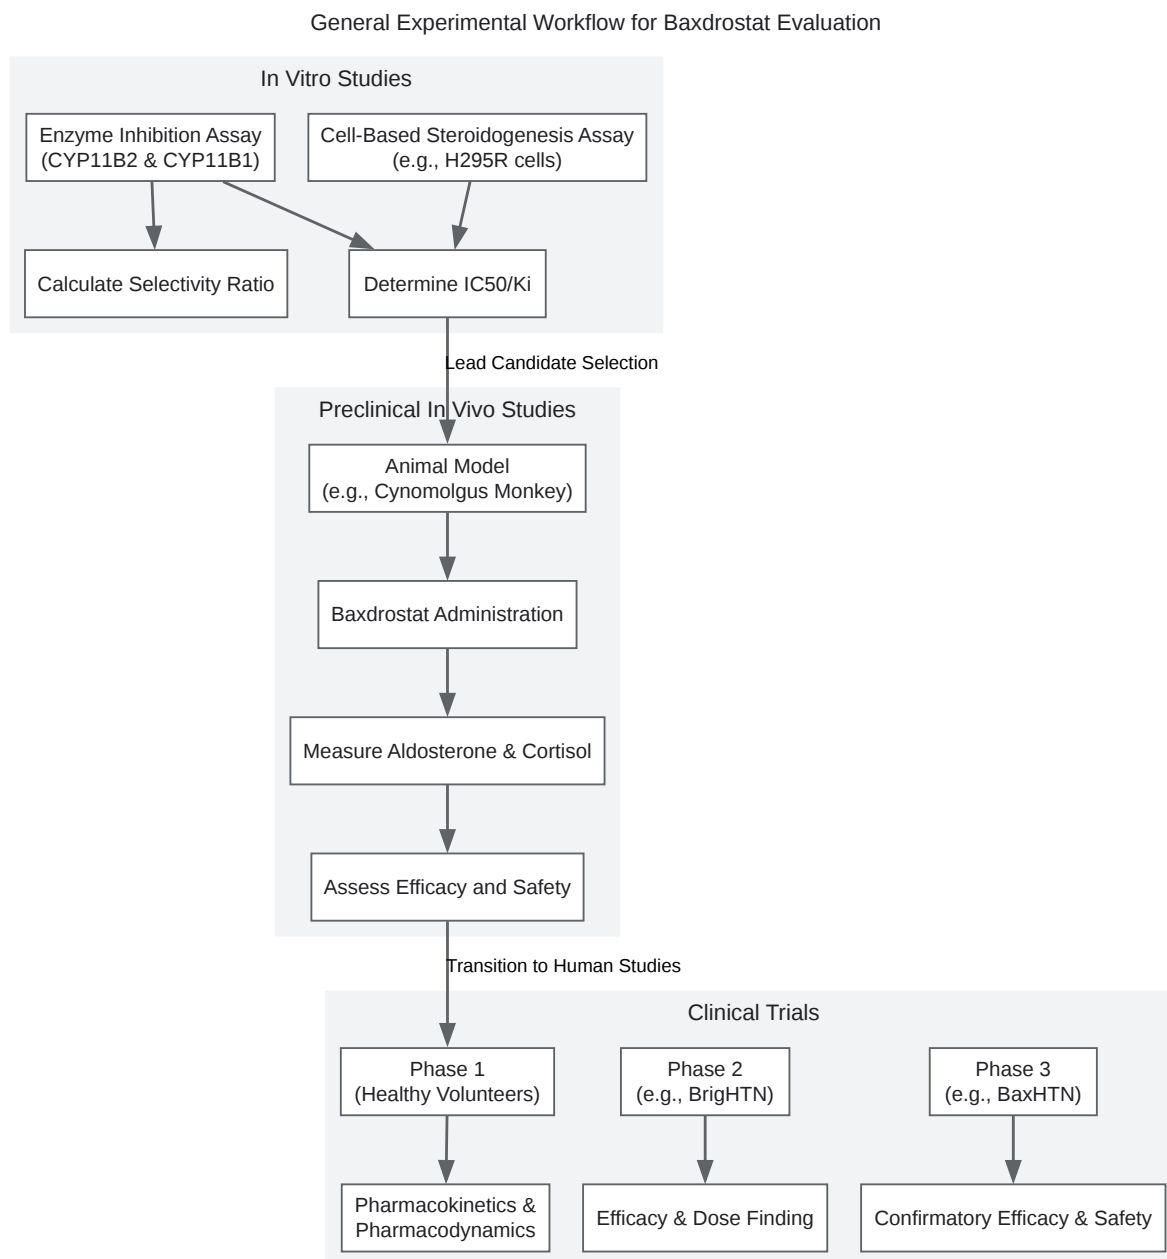 General Experimental Workflow for Baxdrostat Evaluation
In Vitro Studies
Enzyme Inhibition Assay
(CYP11B2 & CYP11B1)
Cell-Based Steroidogenesis Assay
(e.g., H295R cells)
Calculate Selectivity Ratio
Determine IC50/Ki
Lead Candidate Selection
Preclinical In Vivo Studies
Animal Model
(e.g., Cynomolgus Monkey)
Baxdrostat Administration
Measure Aldosterone & Cortisol
Assess Efficacy and Safety
Transition to Human Studies
Clinical Trials
Phase 1
(Healthy Volunteers)
Phase 2
(e.g., BrigHTN)
Phase 3
(e.g., BaxHTN)
Pharmacokinetics &
Pharmacodynamics
Efficacy & Dose Finding
Confirmatory Efficacy & Safety